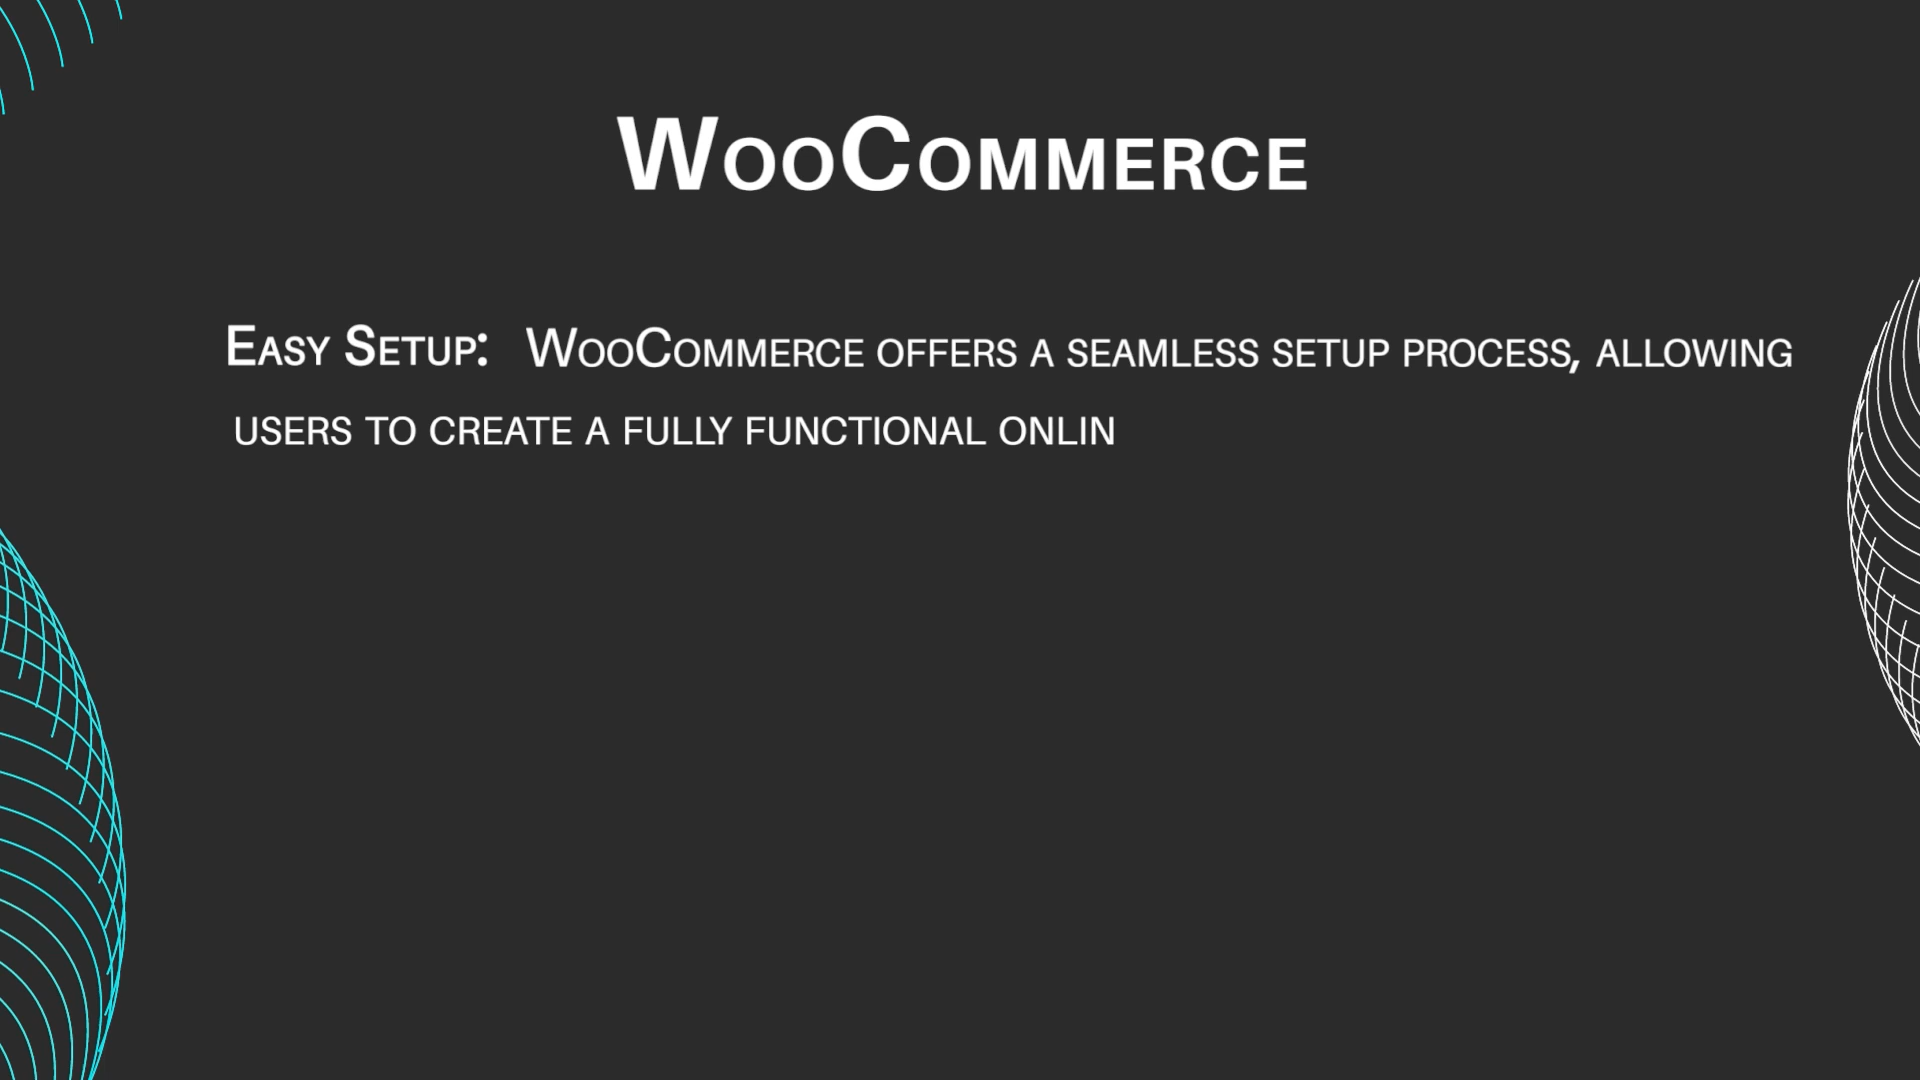 WooCommerce
Easy Setup: WooCommerce offers a seamless setup process, allowing
users to create a fully functional onlin